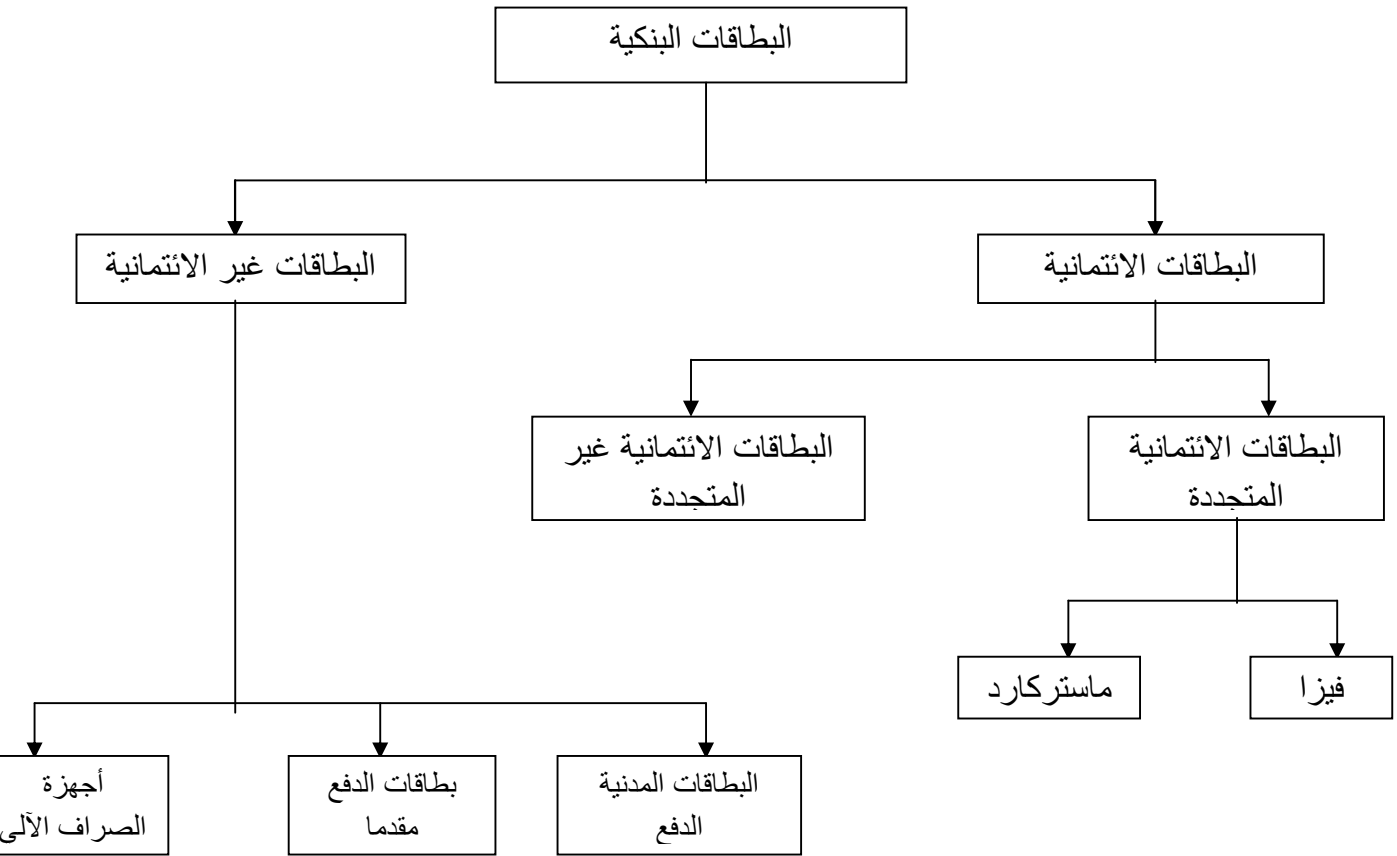 البطاقات البنكية
البطاقات الائتمانية
البطاقات غير الائتمانية
البطاقات الائتمانية
المتجددة
البطاقات الائتمانية غير
المتجددة
فيزا
ماستركارد
البطاقات المدنية
الدفع
بطاقات الدفع
مقدما
أجهزة
الصراف الآلى